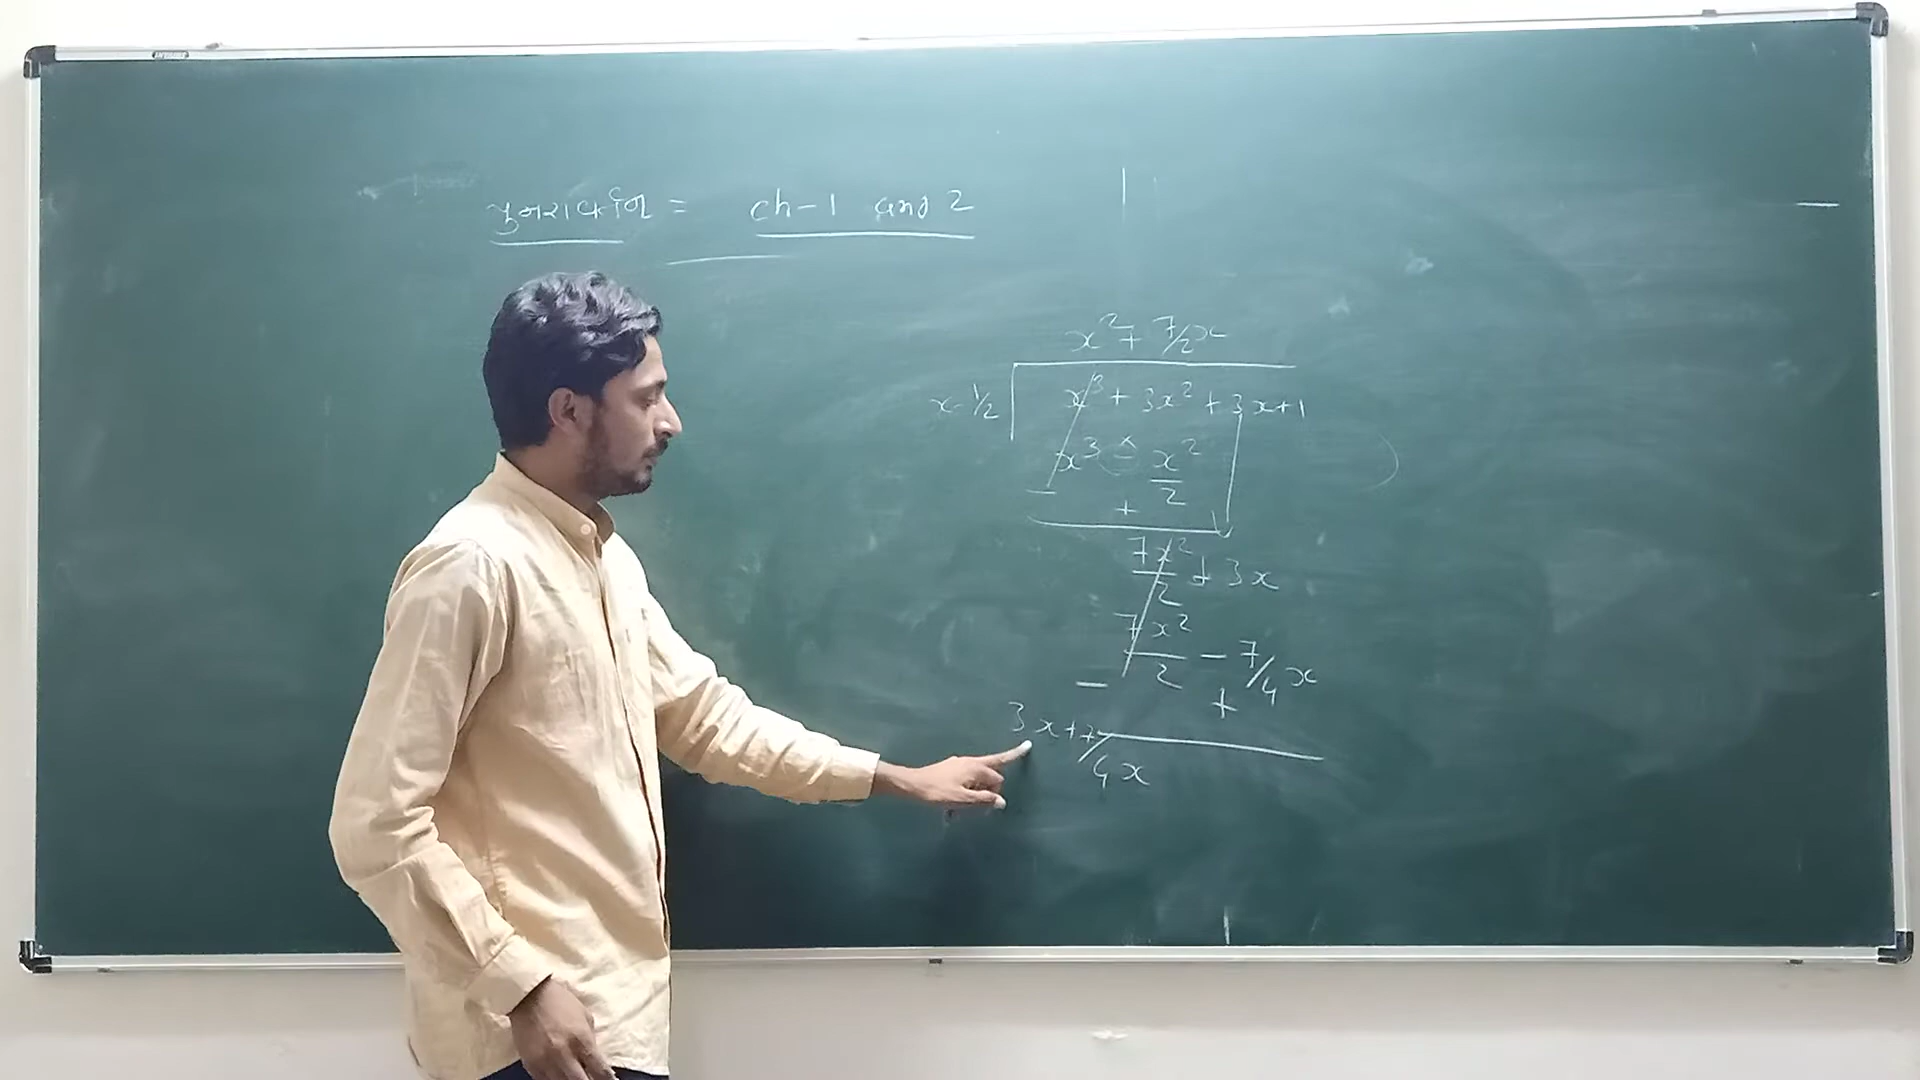 પુનરાવર્તન = ch-1 and 2
x² + 7/2x
x-1/2 x³ + 3x² + 3x+1
x³ - x²/2
- +
7x²/2 + 3x
7x²/2 - 7/4x
- +
3x+7/4x